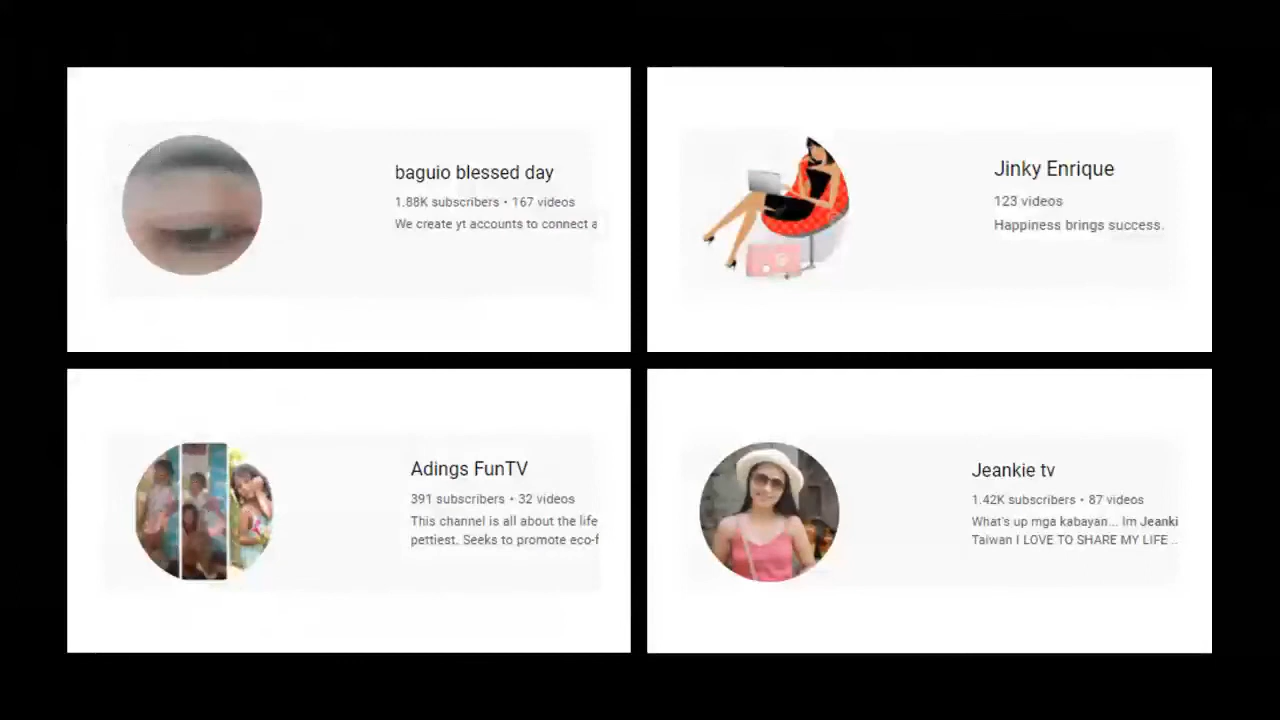 baguio blessed day
1.88K subscribers • 167 videos
We create yt accounts to connect a
Jinky Enrique
123 videos
Happiness brings success.
Adings FunTV
391 subscribers • 32 videos
This channel is all about the life
pettiest. Seeks to promote eco-f
Jeankie tv
1.42K subscribers • 87 videos
What's up mga kabayan... Im Jeanki
Taiwan I LOVE TO SHARE MY LIFE ..